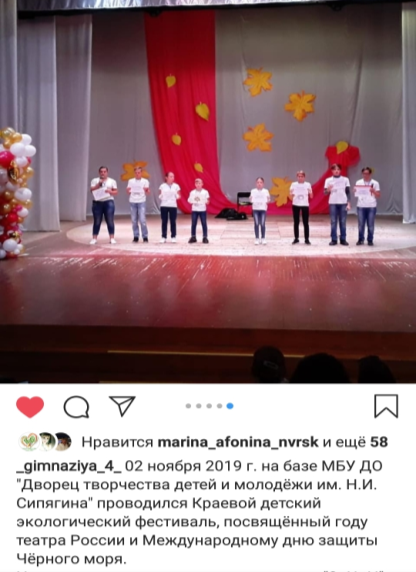 Нравится marina_afonina_nvrsk и ещё 58
_gimnaziya_4_ 02 ноября 2019 г. на базе МБУ ДО
"Дворец творчества детей и молодёжи им. Н.И.
Сипягина" проводился Краевой детский
экологический фестиваль, посвящённый году
театра России и Международному дню защиты
Чёрного моря.